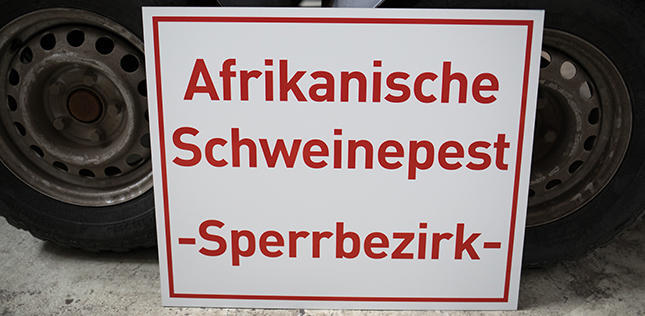 Afrikanische
Schweinepest
-Sperrbezirk-